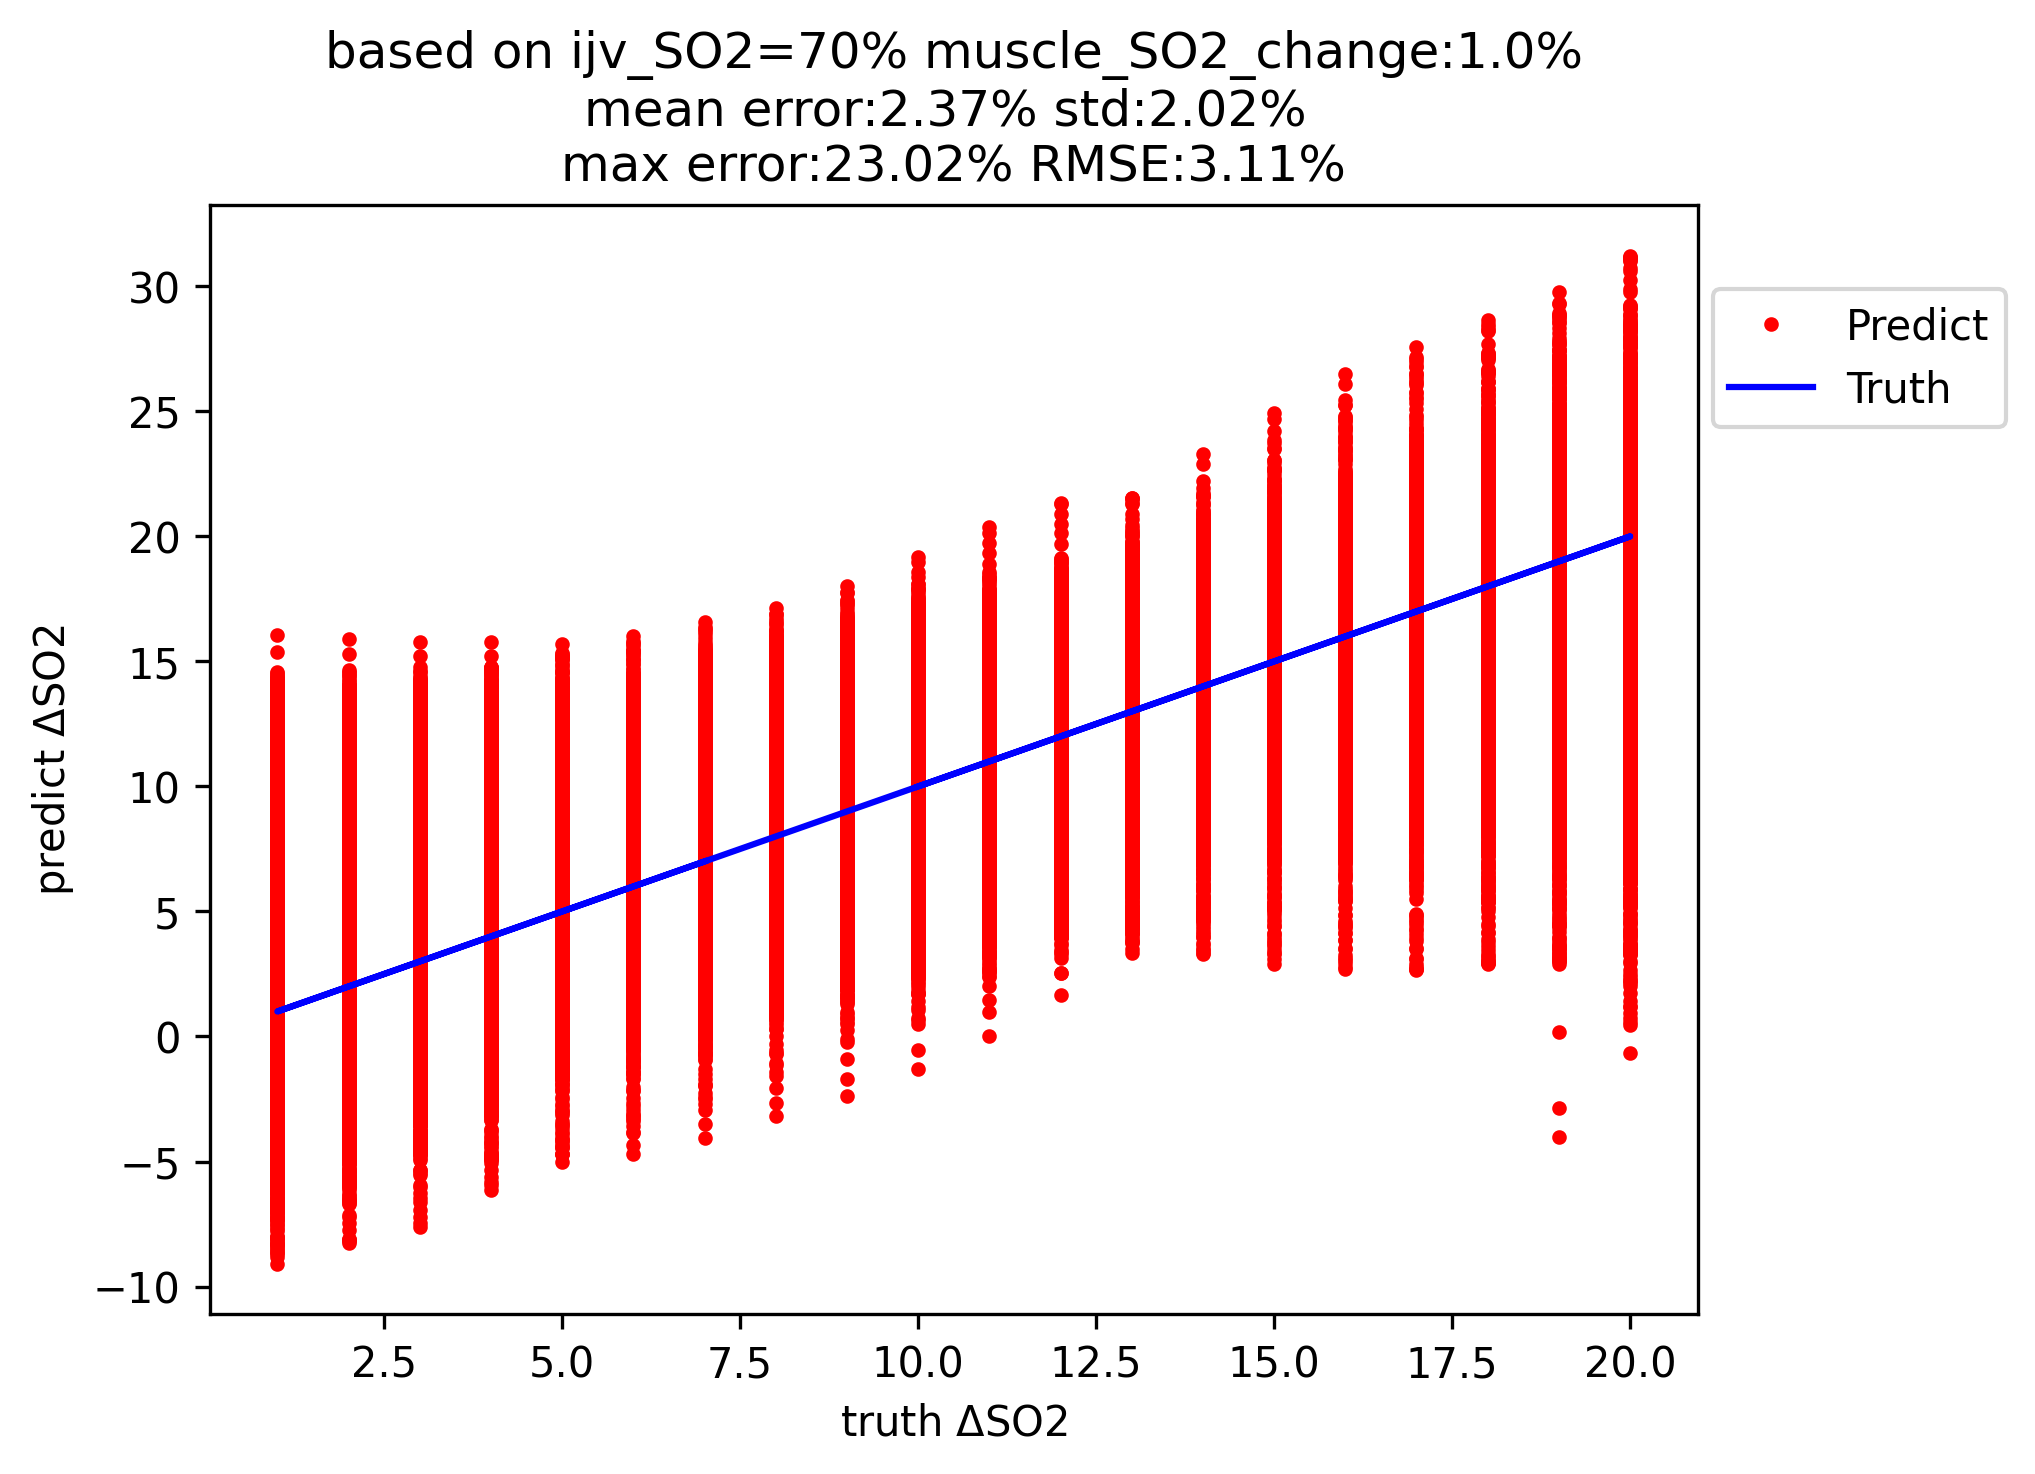 based on ijv_SO2=70% muscle_SO2_change:1.0%
mean error:2.37% std:2.02%
max error:23.02% RMSE:3.11%
30
25
20
15
10
5
0
−5
−10
predict ΔSO2
2.5 5.0 7.5 10.0 12.5 15.0 17.5 20.0
truth ΔSO2
Predict
Truth